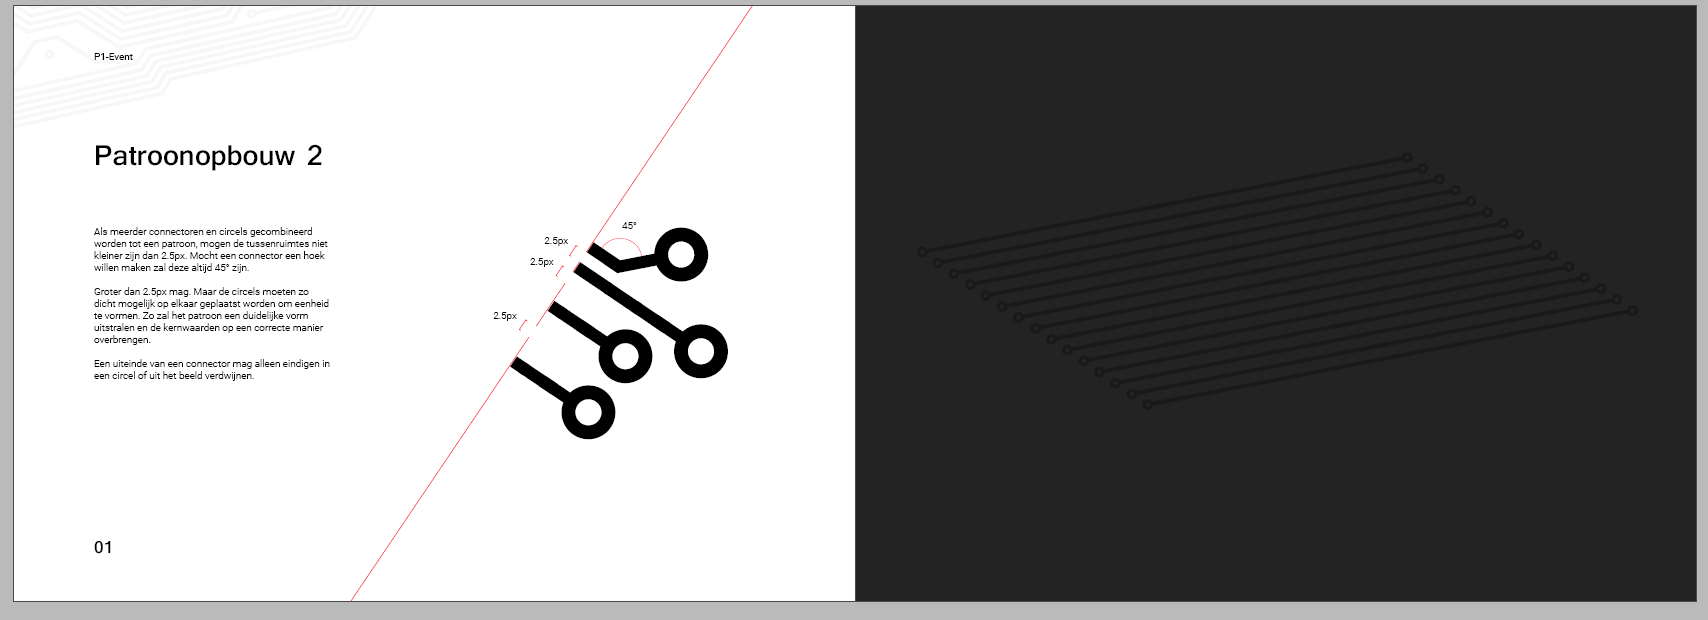 P1-Event
Patroonopbouw 2
Als meerder connectoren en circels gecombineerd
worden tot een patroon, mogen de tussenruimtes niet
kleiner zijn dan 2.5px. Mocht een connector een hoek
willen maken zal deze altijd 45° zijn.
Groter dan 2.5px mag. Maar de circels moeten zo
dicht mogelijk op elkaar geplaatst worden om eenheid
te vormen. Zo zal het patroon een duidelijke vorm
uitstralen en de kernwaarden op een correcte manier
overbrengen.
Een uiteinde van een connector mag alleen eindigen in
een circel of uit het beeld verdwijnen.
01
45°
2.5px
2.5px
2.5px